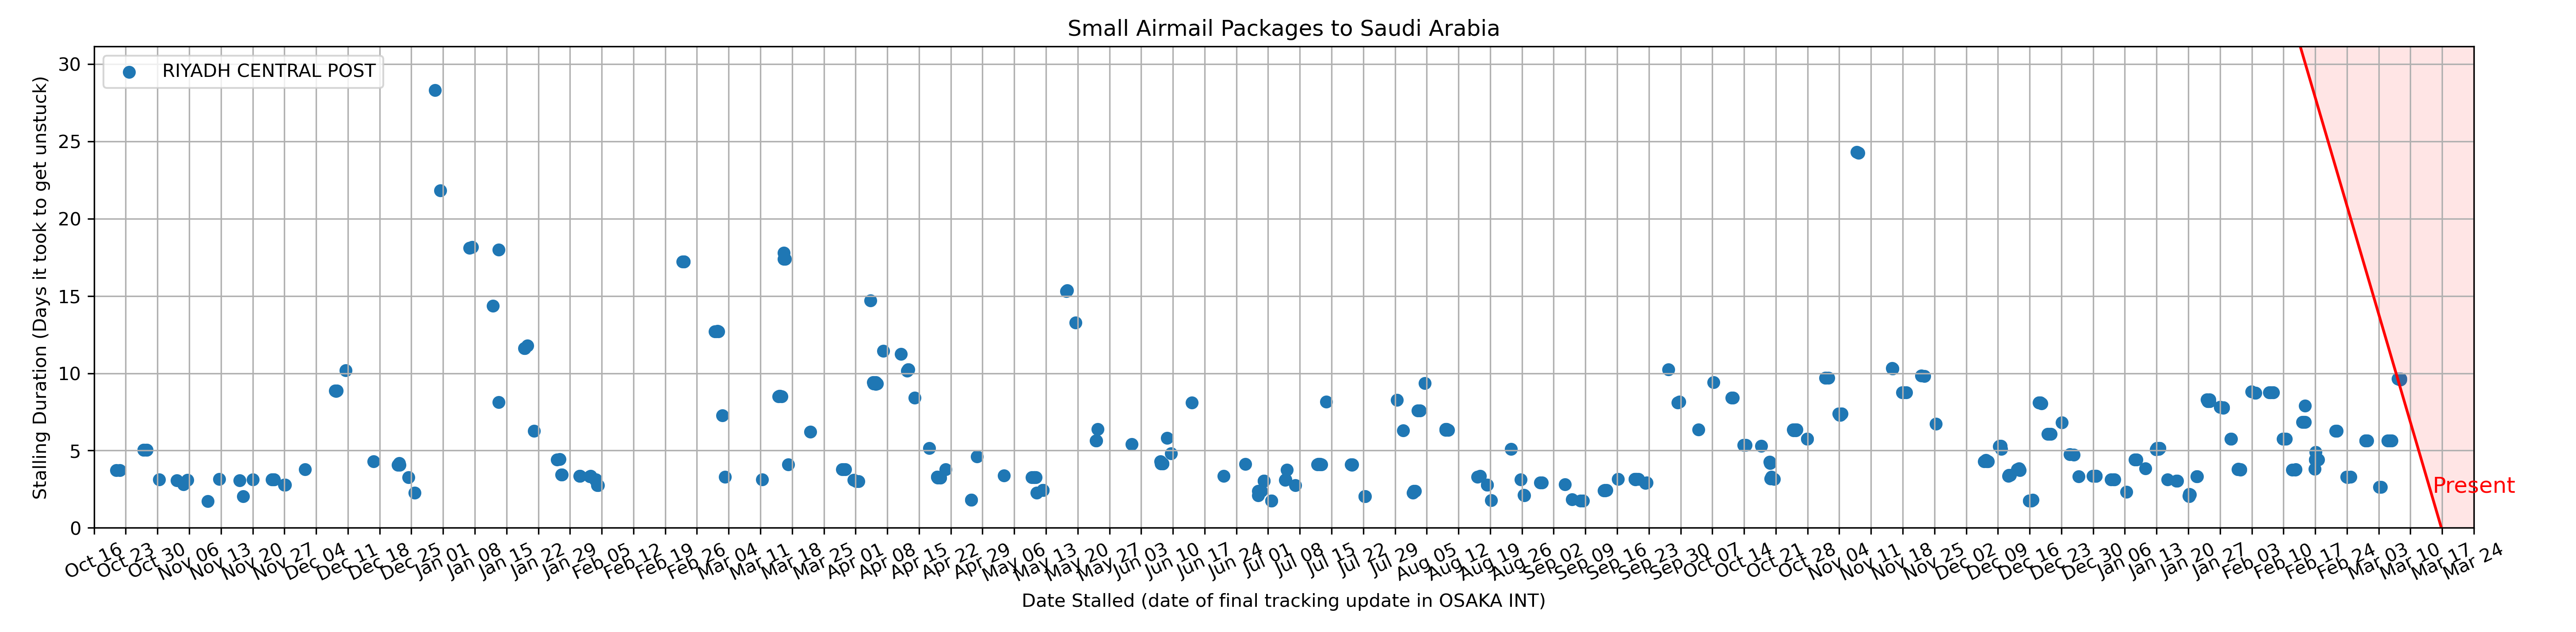 Small Airmail Packages to Saudi Arabia
RIYADH CENTRAL POST
Stalling Duration (Days it took to get unstuck)
30
25
20
15
10
5
0
Present
Oct 16 Oct 23 Oct 30 Nov 06 Nov 13 Nov 20 Nov 27 Dec 04 Dec 11 Dec 18 Dec 25 Jan 01 Jan 08 Jan 15 Jan 22 Jan 29 Feb 05 Feb 12 Feb 19 Feb 26 Mar 04 Mar 11 Mar 18 Mar 25 Apr 01 Apr 08 Apr 15 Apr 22 Apr 29 May 06 May 13 May 20 May 27 Jun 03 Jun 10 Jun 17 Jun 24 Jul 01 Jul 08 Jul 15 Jul 22 Jul 29 Aug 05 Aug 12 Aug 19 Aug 26 Sep 02 Sep 09 Sep 16 Sep 23 Sep 30 Oct 07 Oct 14 Oct 21 Oct 28 Nov 04 Nov 11 Nov 18 Nov 25 Dec 02 Dec 09 Dec 16 Dec 23 Dec 30 Jan 06 Jan 13 Jan 20 Jan 27 Feb 03 Feb 10 Feb 17 Feb 24 Mar 03 Mar 10 Mar 17 Mar 24
Date Stalled (date of final tracking update in OSAKA INT)